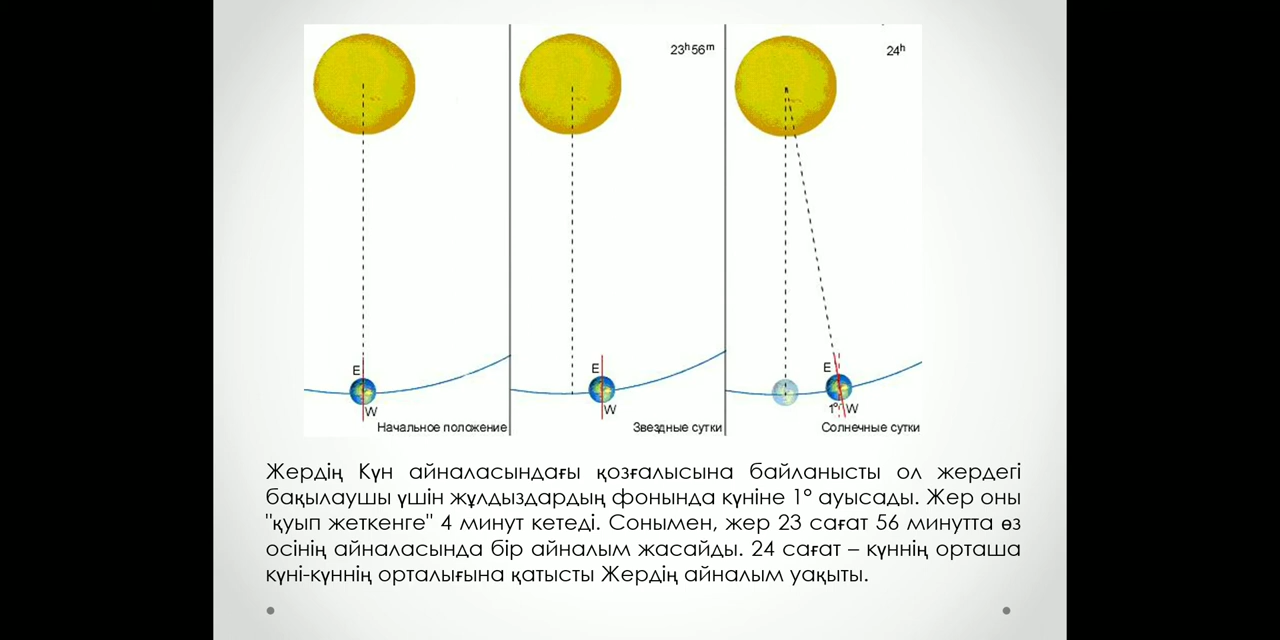 23ʰ56ᵐ
24ʰ
E
W
Начальное положение
E
W
Звездные сутки
E
1° W
Солнечные сутки
Жердің Күн айналасындағы қозғалысына байланысты ол жердегі
бақылаушы үшін жұлдыздардың фонында күніне 1° ауысады. Жер оны
"қуып жеткенге" 4 минут кетеді. Сонымен, жер 23 сағат 56 минутта өз
осінің айналасында бір айналым жасайды. 24 сағат – күннің орташа
күні-күннің орталығына қатысты Жердің айналым уақыты.